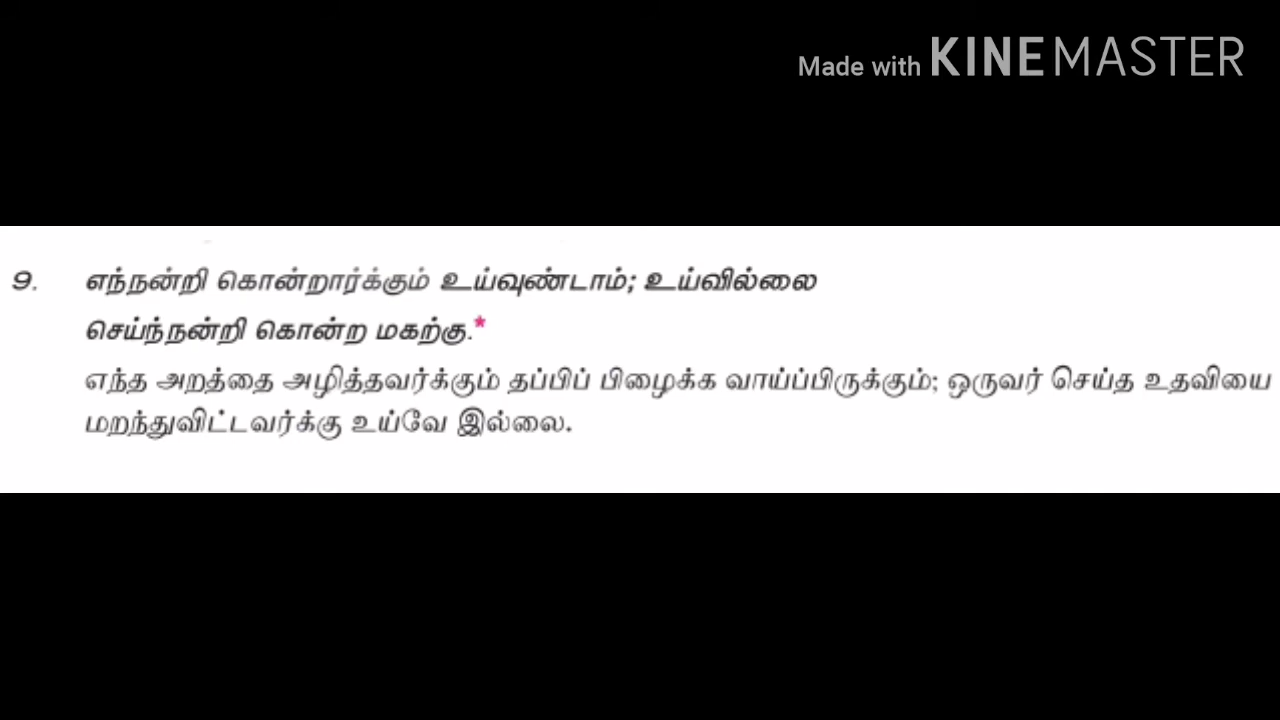 Made with KINEMASTER
9. எந்நன்றி கொன்றார்க்கும் உய்வுண்டாம்; உய்வில்லை
செய்ந்நன்றி கொன்ற மகற்கு.*
எந்த அறத்தை அழித்தவர்க்கும் தப்பிப் பிழைக்க வாய்ப்பிருக்கும்; ஒருவர் செய்த உதவியை
மறந்துவிட்டவர்க்கு உய்வே இல்லை.